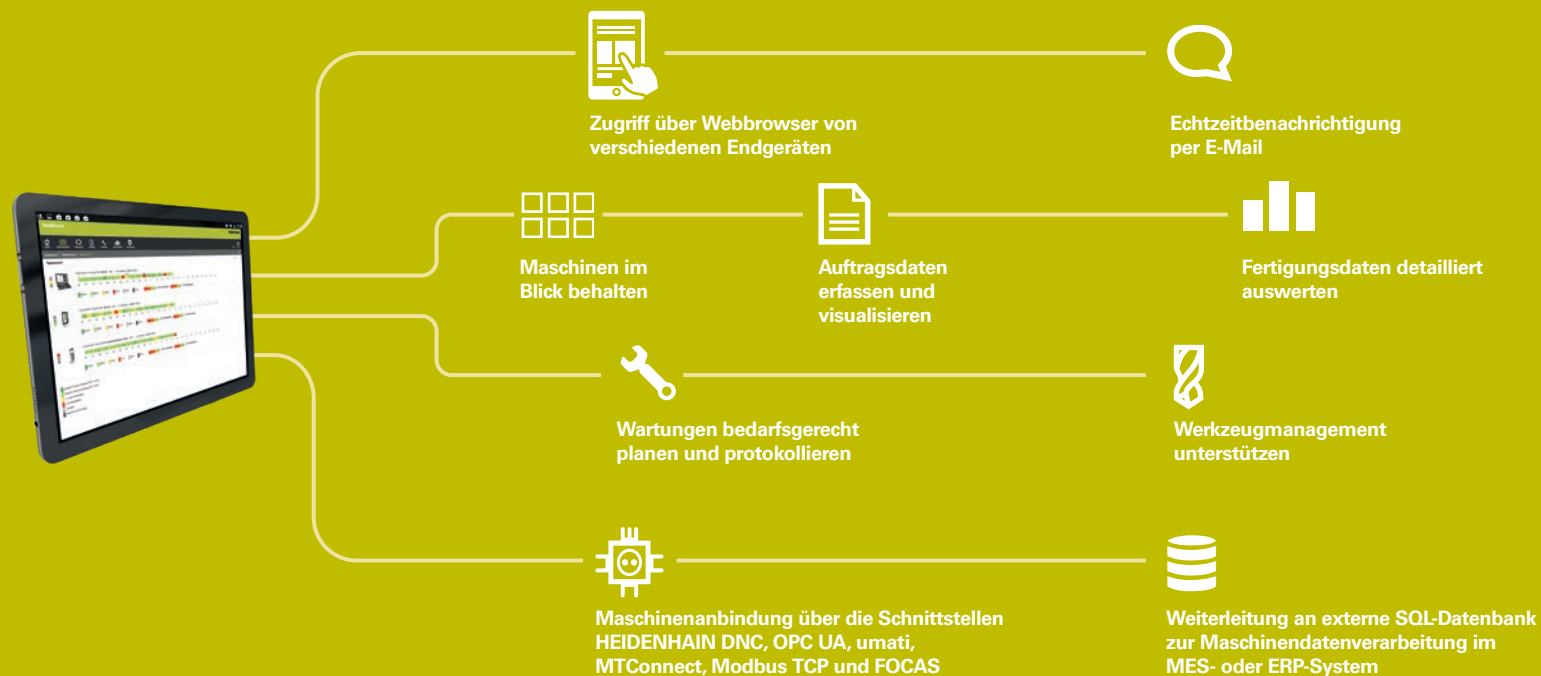 Zugriff über Webbrowser von
verschiedenen Endgeräten
Echtzeitbenachrichtigung
per E-Mail
Maschinen im
Blick behalten
Auftragsdaten
erfassen und
visualisieren
Fertigungsdaten detailliert
auswerten
Wartungen bedarfsgerecht
planen und protokollieren
Werkzeugmanagement
unterstützen
Maschinenanbindung über die Schnittstellen
HEIDENHAIN DNC, OPC UA, umati,
MTConnect, Modbus TCP und FOCAS
Weiterleitung an externe SQL-Datenbank
zur Maschinendatenverarbeitung im
MES- oder ERP-System